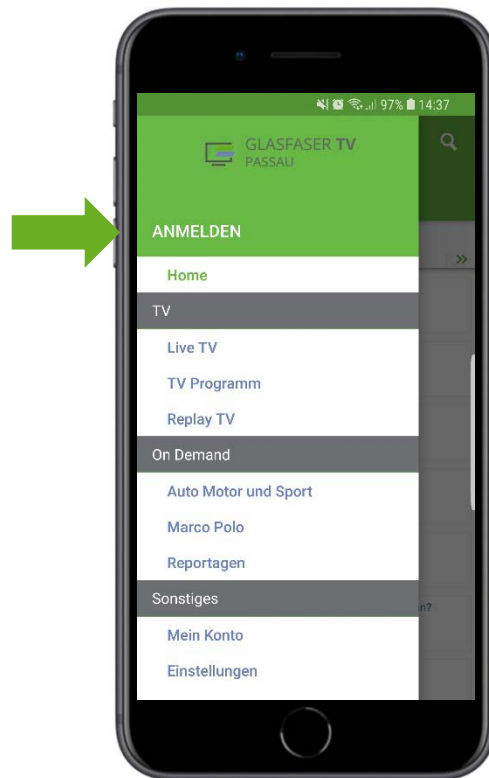 97% 14:37
GLASFASER TV
PASSAU
ANMELDEN
Home
TV
Live TV
TV Programm
Replay TV
On Demand
Auto Motor und Sport
Marco Polo
Reportagen
Sonstiges
n?
Mein Konto
Einstellungen